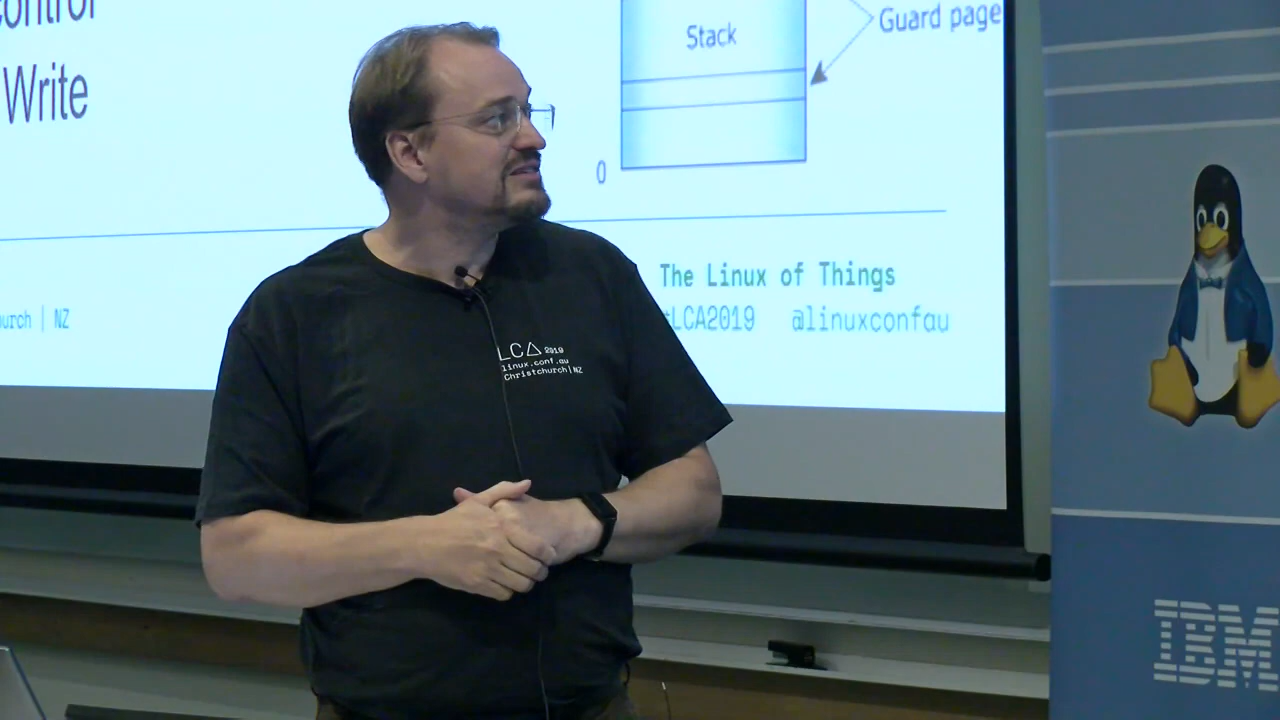 Write
Stack
Guard page
0
The Linux of Things
LCA2019 @linuxconfau
| NZ
LCA 2019
linux.conf.au
Christchurch|NZ
IBM